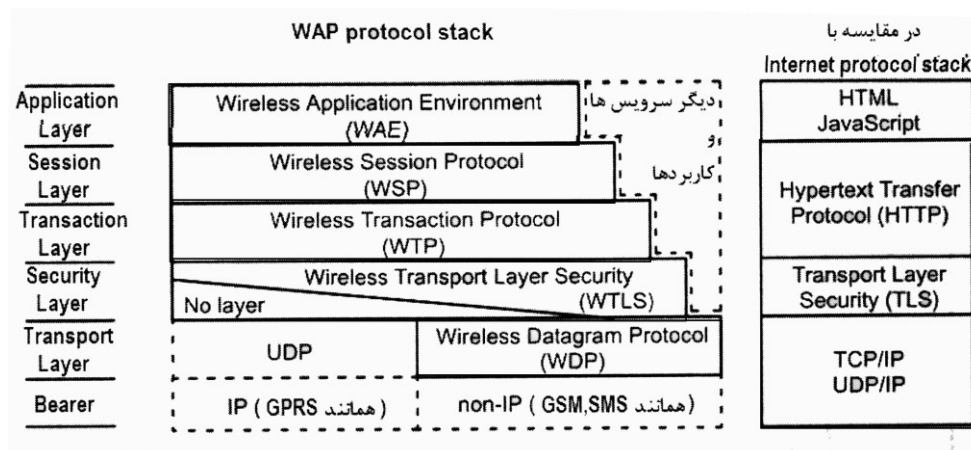 WAP protocol stack
در مقایسه با
Internet protocol stack
Application
Layer
Wireless Application Environment
(WAE)
دیگر سرویس ها
و
کاربردها
HTML
JavaScript
Session
Layer
Wireless Session Protocol
(WSP)
Hypertext Transfer
Protocol (HTTP)
Transaction
Layer
Wireless Transaction Protocol
(WTP)
Security
Layer
Wireless Transport Layer Security
(WTLS)
No layer
Transport Layer
Security (TLS)
Transport
Layer
UDP
Wireless Datagram Protocol
(WDP)
TCP/IP
UDP/IP
Bearer
IP ( GPRS همانند )
non-IP ( GSM,SMS همانند )